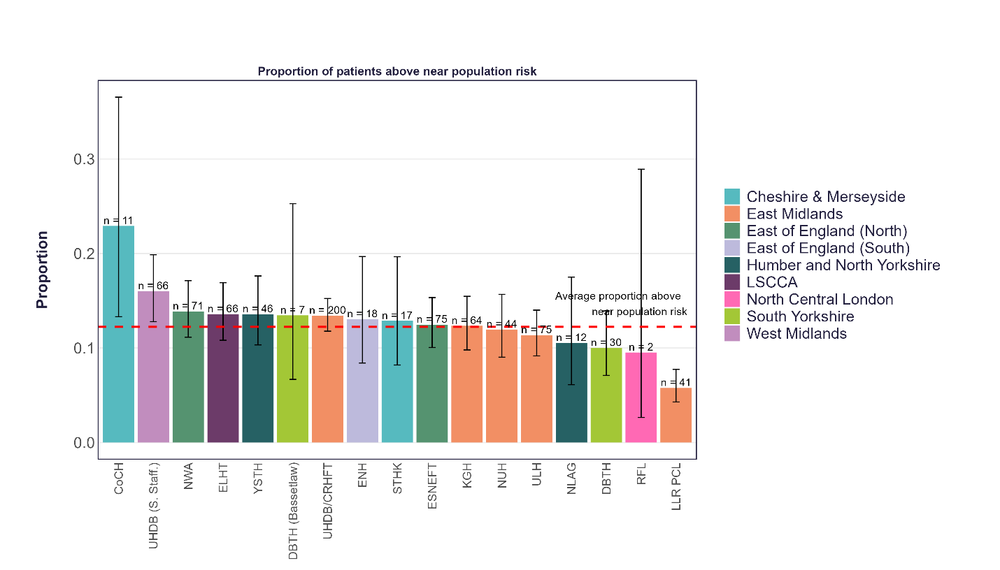 Proportion of patients above near population risk
Proportion
0.3
0.2
0.1
0.0
n = 11
n = 66
n = 71
n = 66
n = 46
n = 7
n = 200
n = 18
n = 17
n = 75
n = 64
n = 44
n = 75
n = 12
n = 30
n = 2
n = 41
Average proportion above
near population risk
CoCH
UHDB (S. Staff.)
NWA
ELHT
YSTH
DBTH (Bassetlaw)
UHDB/CRHFT
ENH
STHK
ESNEFT
KGH
NUH
ULH
NLAG
DBTH
RFL
LLR PCL
Cheshire & Merseyside
East Midlands
East of England (North)
East of England (South)
Humber and North Yorkshire
LSCCA
North Central London
South Yorkshire
West Midlands